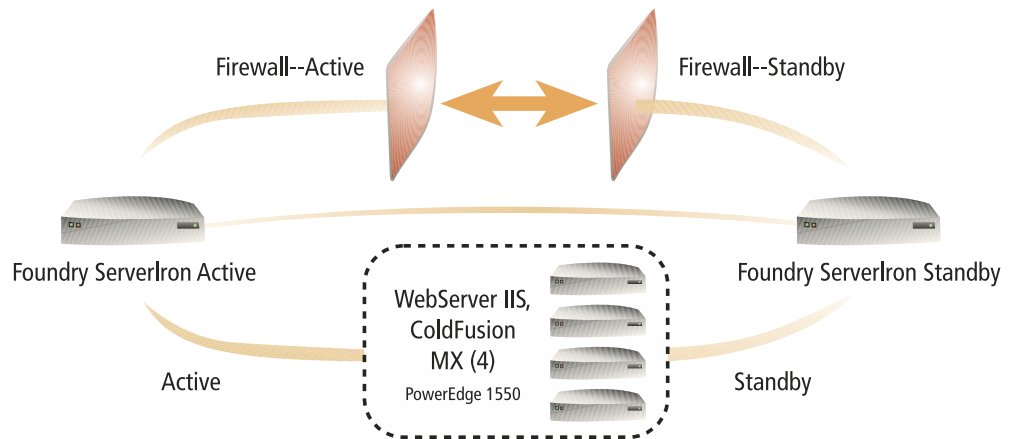 Firewall--Active
Firewall--Standby
Foundry ServerIron Active
Foundry ServerIron Standby
WebServer IIS,
ColdFusion
MX (4)
PowerEdge 1550
Active
Standby